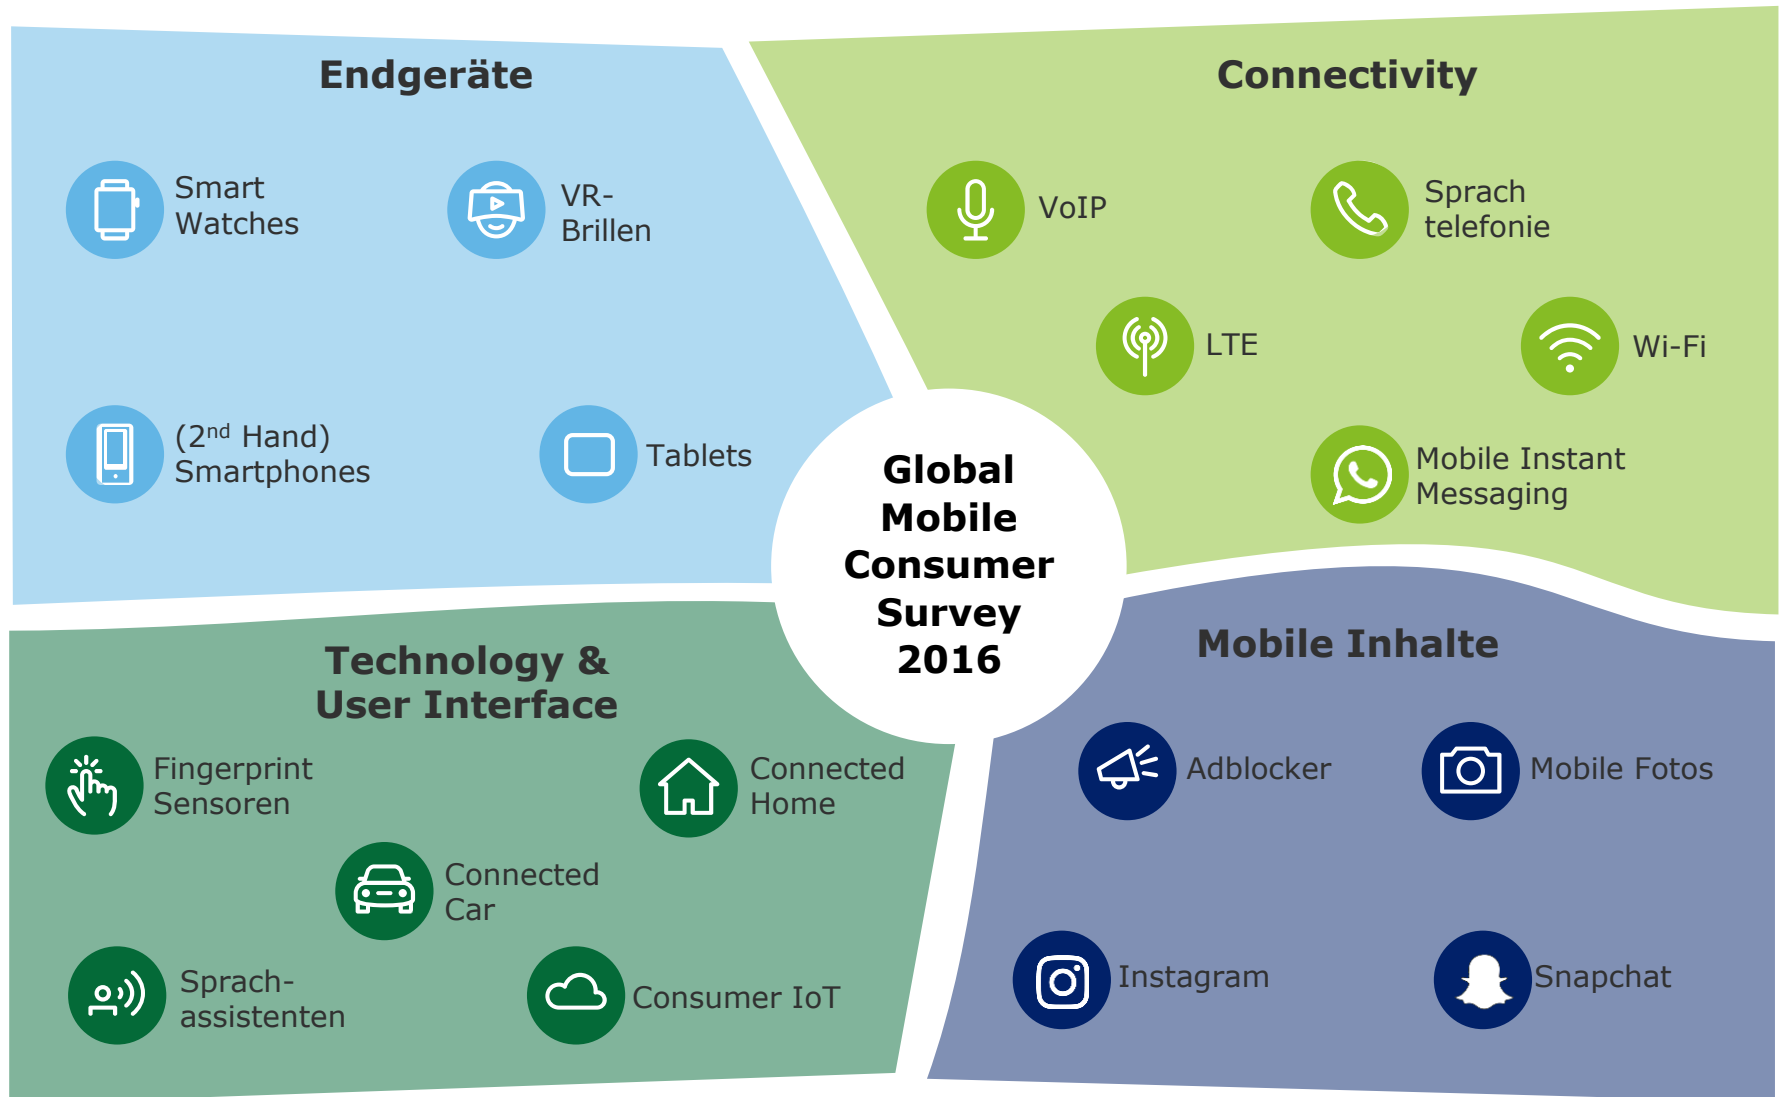 Endgeräte
Smart
Watches
VR-
Brillen
(2nd Hand)
Smartphones
Tablets
Connectivity
VoIP
Sprach
telefonie
LTE
Wi-Fi
Mobile Instant
Messaging
Global
Mobile
Consumer
Survey
2016
Technology &
User Interface
Fingerprint
Sensoren
Connected
Home
Connected
Car
Sprach-
assistenten
Consumer IoT
Mobile Inhalte
Adblocker
Mobile Fotos
Instagram
Snapchat